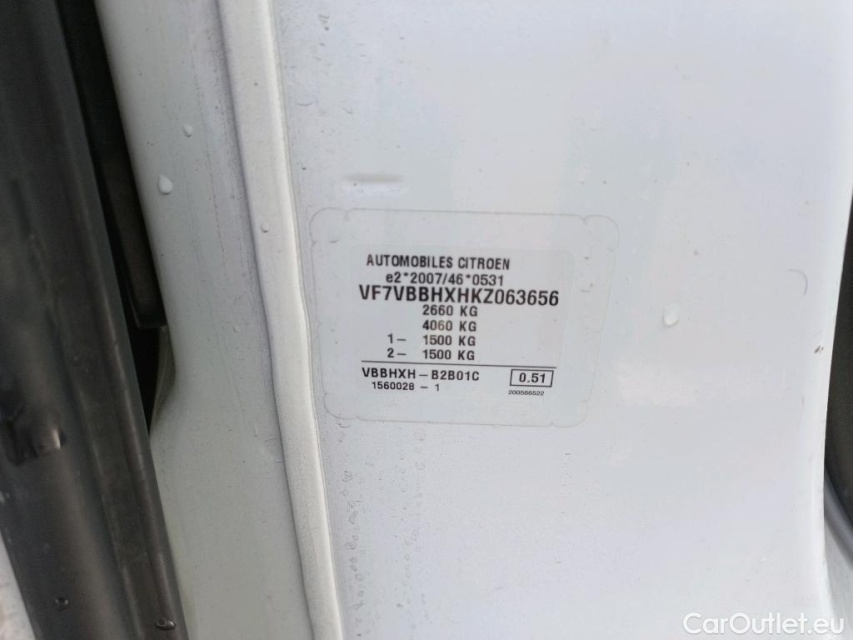 AUTOMOBILES CITROEN
e2*2007/46*0531
VF7VBBHXHKZ063656
2660 KG
4060 KG
1- 1500 KG
2- 1500 KG
VBBHXH-B2B01C 0.51
1560028-1 200566522
CarOutlet.eu